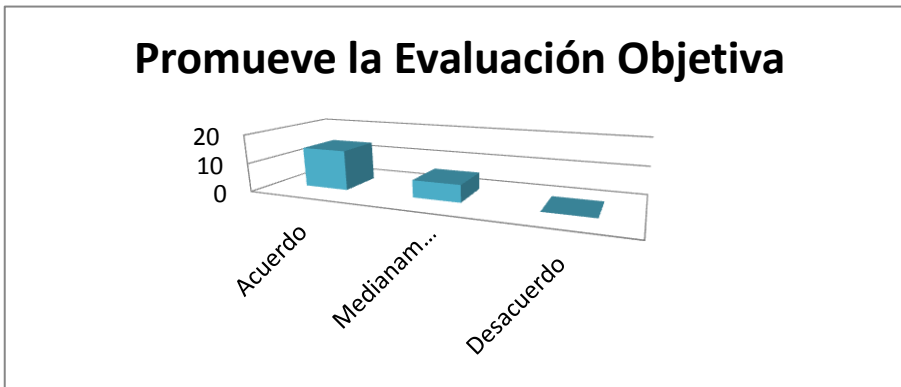 Promueve la Evaluación Objetiva
20
10
0
Acuerdo
Medianam...
Desacuerdo